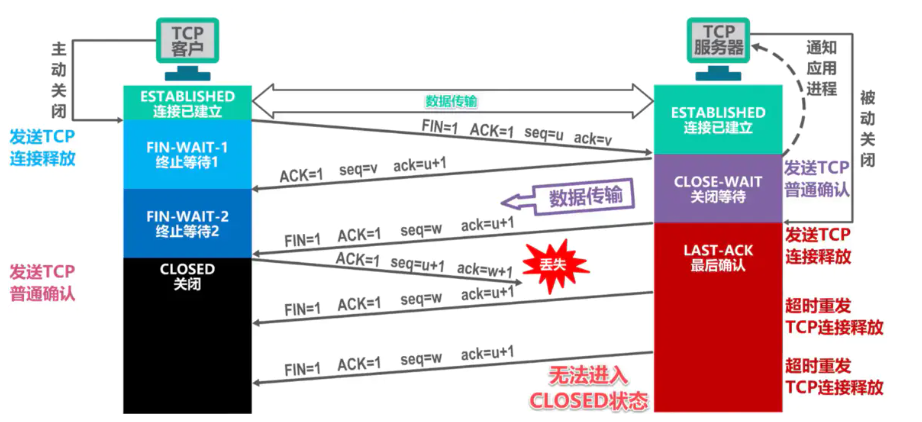 TCP
客户
TCP
服务器
主动关闭
通知
应用
进程
被动关闭
ESTABLISHED
连接已建立
数据传输
ESTABLISHED
连接已建立
FIN=1 ACK=1 seq=u ack=v
发送TCP
连接释放
FIN-WAIT-1
终止等待1
ACK=1 seq=v ack=u+1
CLOSE-WAIT
关闭等待
发送TCP
普通确认
数据传输
FIN-WAIT-2
终止等待2
FIN=1 ACK=1 seq=w ack=u+1
发送TCP
连接释放
LAST-ACK
最后确认
CLOSED
关闭
发送TCP
普通确认
ACK=1 seq=u+1 ack=w+1
丢失
FIN=1 ACK=1 seq=w ack=u+1
超时重发
TCP连接释放
FIN=1 ACK=1 seq=w ack=u+1
超时重发
TCP连接释放
无法进入
CLOSED状态